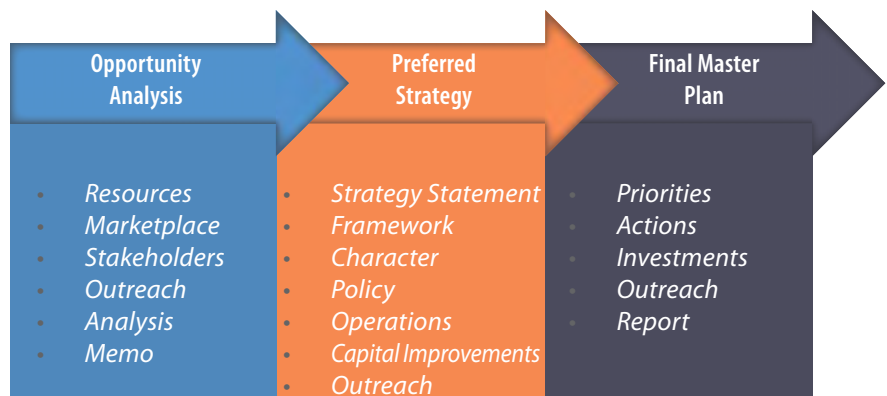 Opportunity
Analysis
Preferred
Strategy
Final Master
Plan
• Resources
• Marketplace
• Stakeholders
• Outreach
• Analysis
• Memo
• Strategy Statement
• Framework
• Character
• Policy
• Operations
• Capital Improvements
• Outreach
• Priorities
• Actions
• Investments
• Outreach
• Report